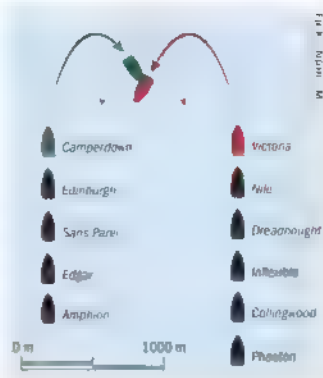 Camperdown
Edinburgh
Sans Pareil
Edgar
Amphion
Victoria
Nile
Dreadnought
Inflexible
Collingwood
Phaeton
0 m
1000 m